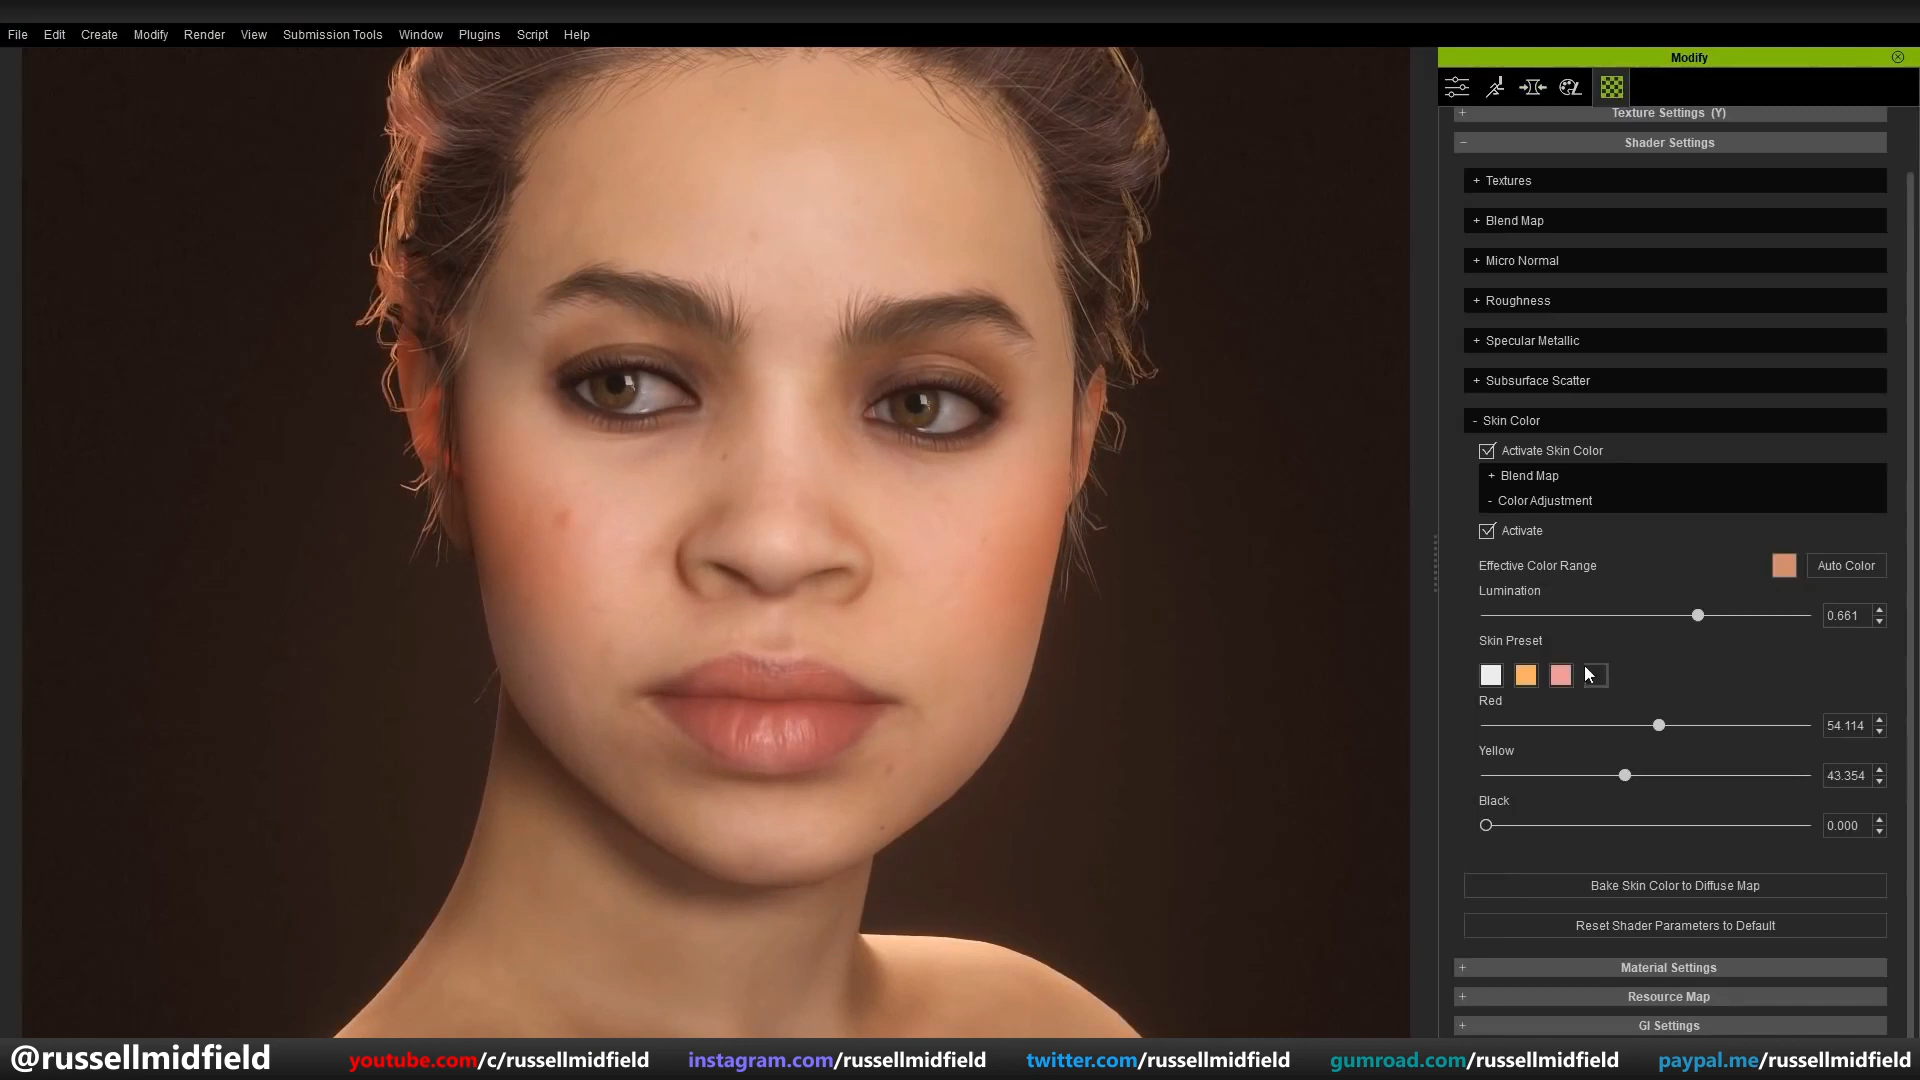 File Edit Create Modify Render View Submission Tools Window Plugins Script Help
Modify
+ Texture Settings (Y)
- Shader Settings
+ Textures
+ Blend Map
+ Micro Normal
+ Roughness
+ Specular Metallic
+ Subsurface Scatter
- Skin Color
Activate Skin Color
+ Blend Map
- Color Adjustment
Activate
Effective Color Range Auto Color
Lumination
0.661
Skin Preset
Red
54.114
Yellow
43.354
Black
0.000
Bake Skin Color to Diffuse Map
Reset Shader Parameters to Default
+ Material Settings
+ Resource Map
+ GI Settings
@russellmidfield youtube.com/c/russellmidfield instagram.com/russellmidfield twitter.com/russellmidfield gumroad.com/russellmidfield paypal.me/russellmidfield